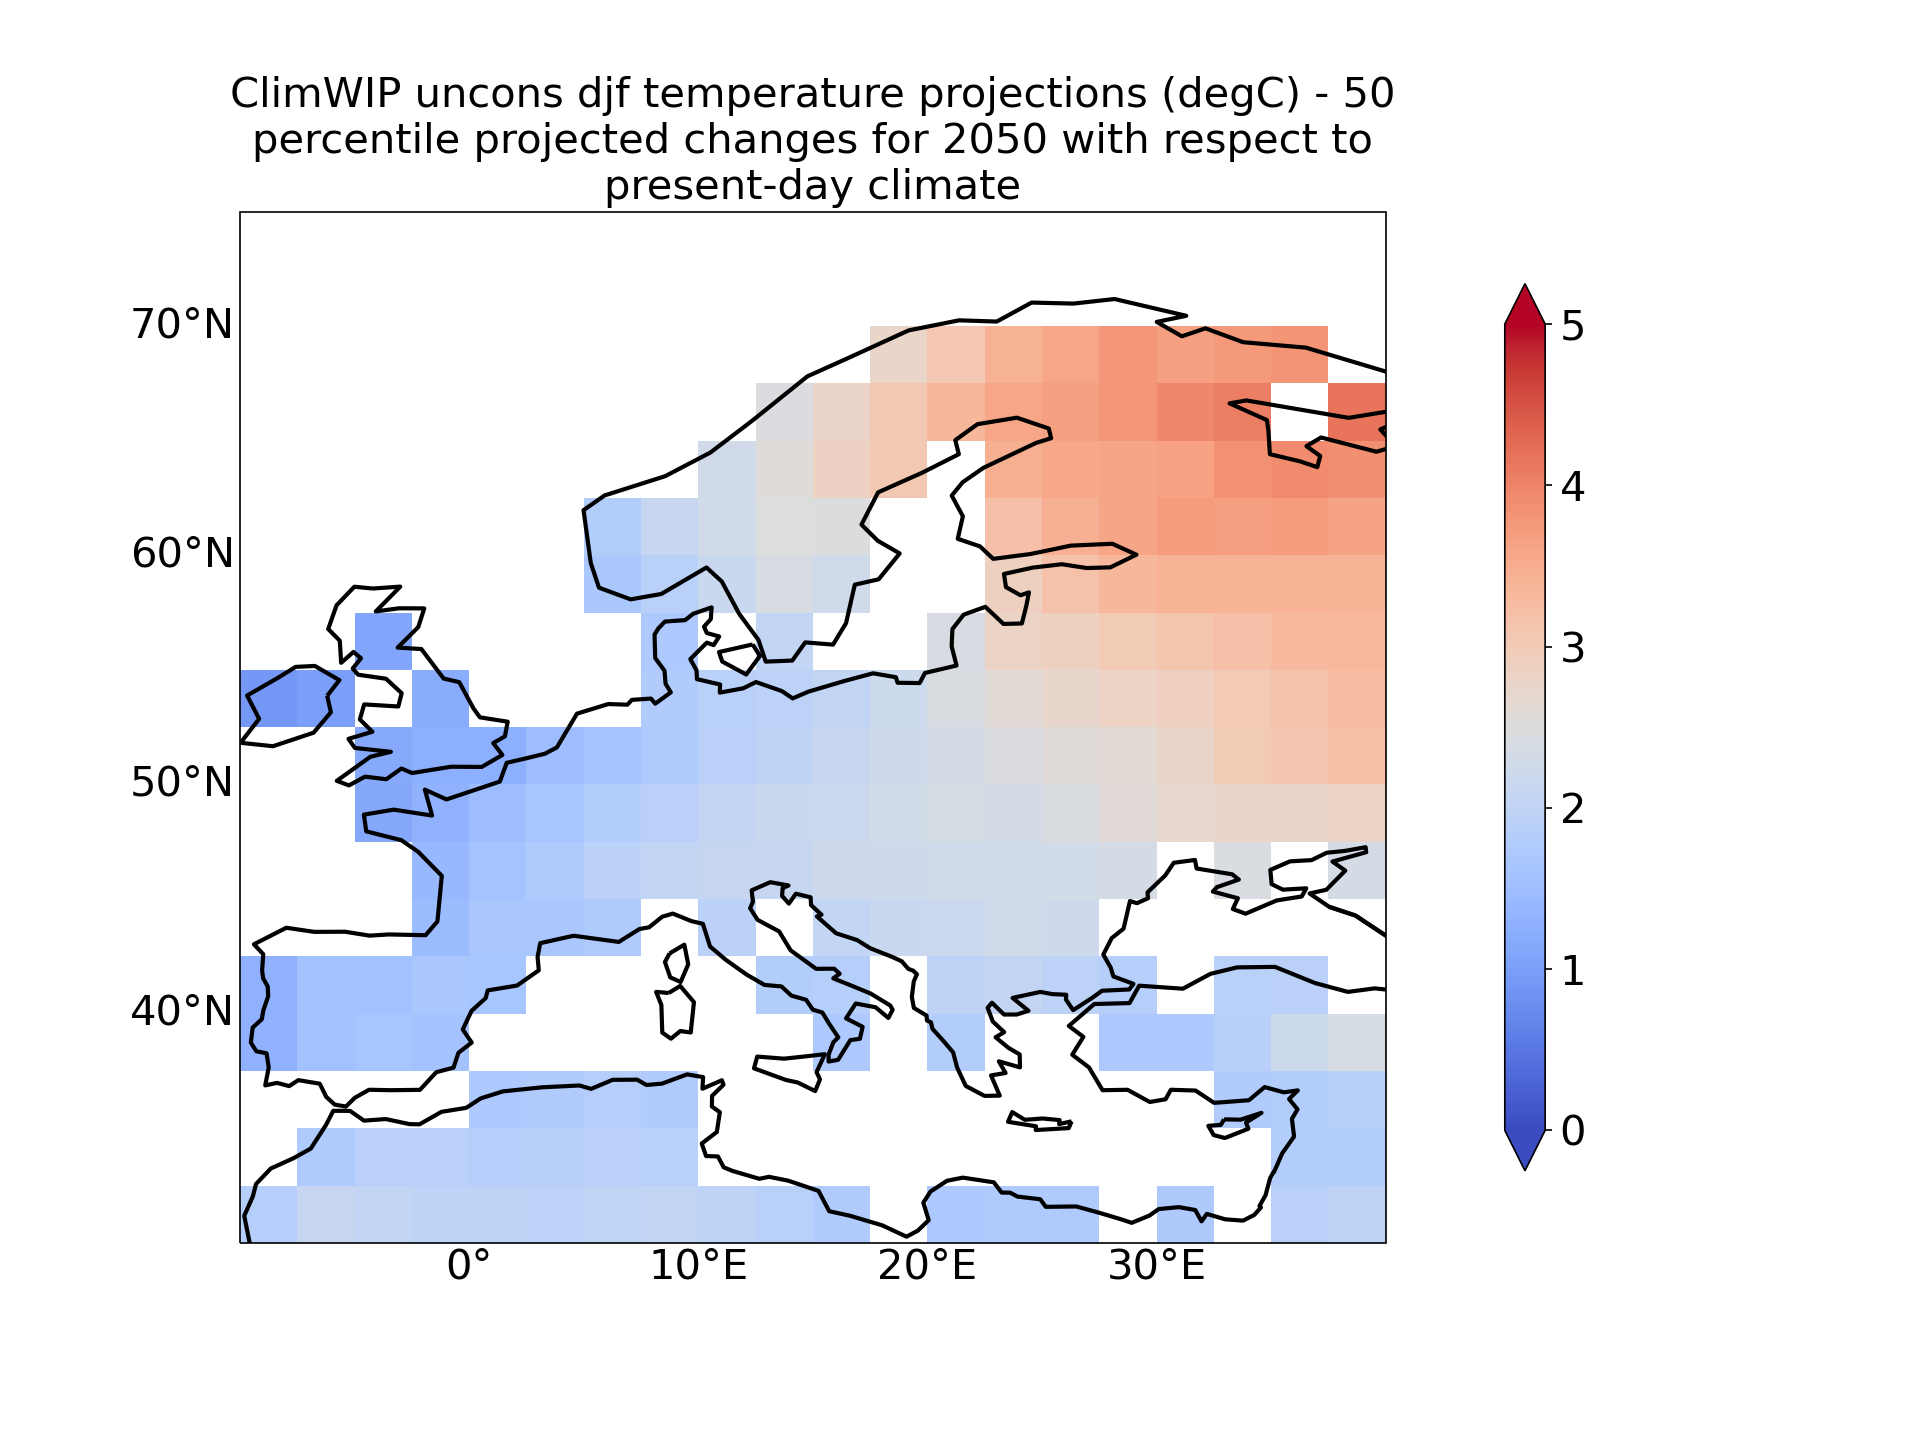 ClimWIP uncons djf temperature projections (degC) - 50
percentile projected changes for 2050 with respect to
present-day climate
70°N
60°N
50°N
40°N
0°
10°E
20°E
30°E
5
4
3
2
1
0